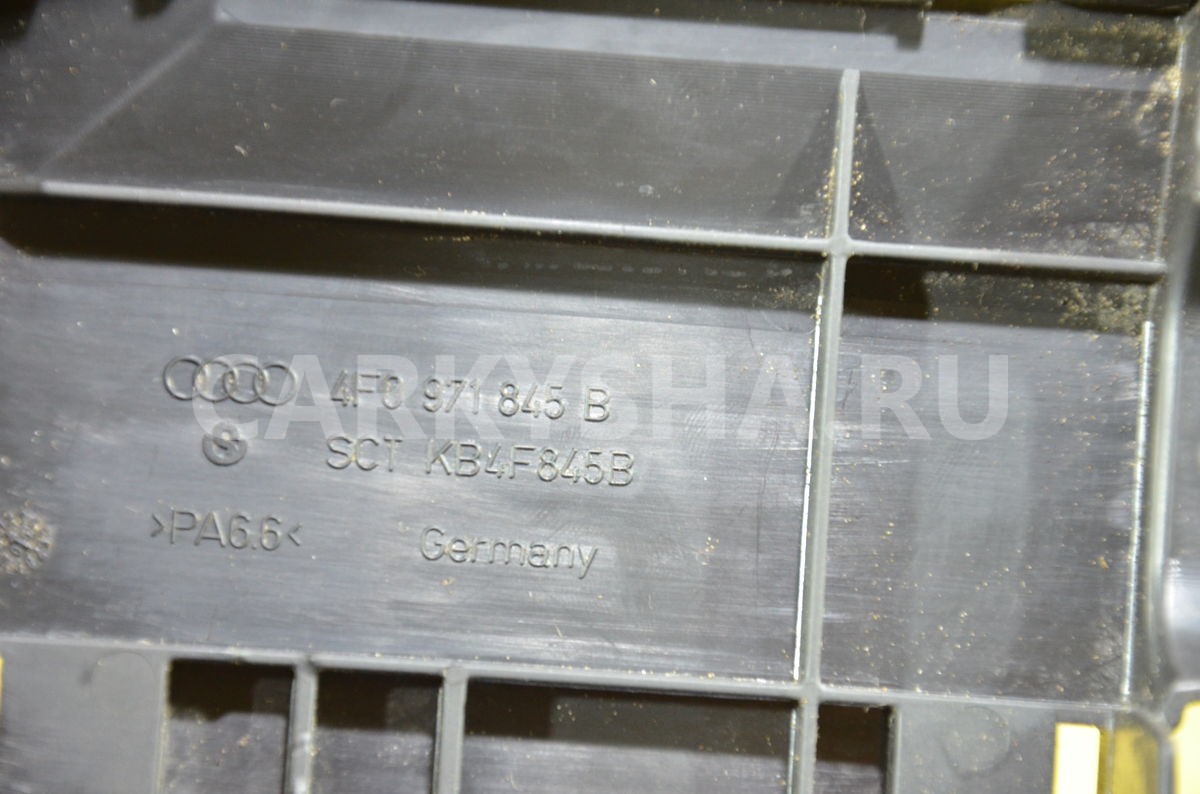 4F0 971 845 B
CARKYSHA.RU
S SCT KB4F845B
>PA6.6< Germany